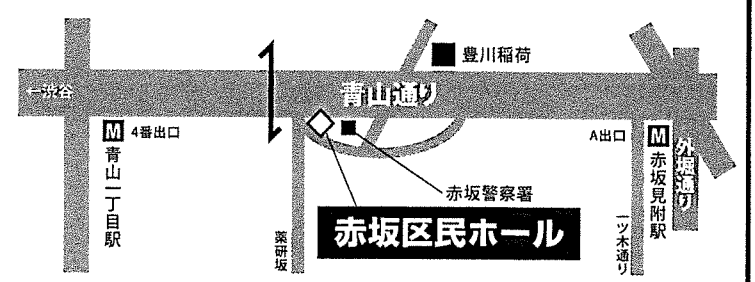 豊川稲荷
←渋谷
青山通り
M 4番出口
青山一丁目駅
A出口
M
赤坂見附駅
外堀通り
赤坂警察署
赤坂区民ホール
薬研坂
一ツ木通り